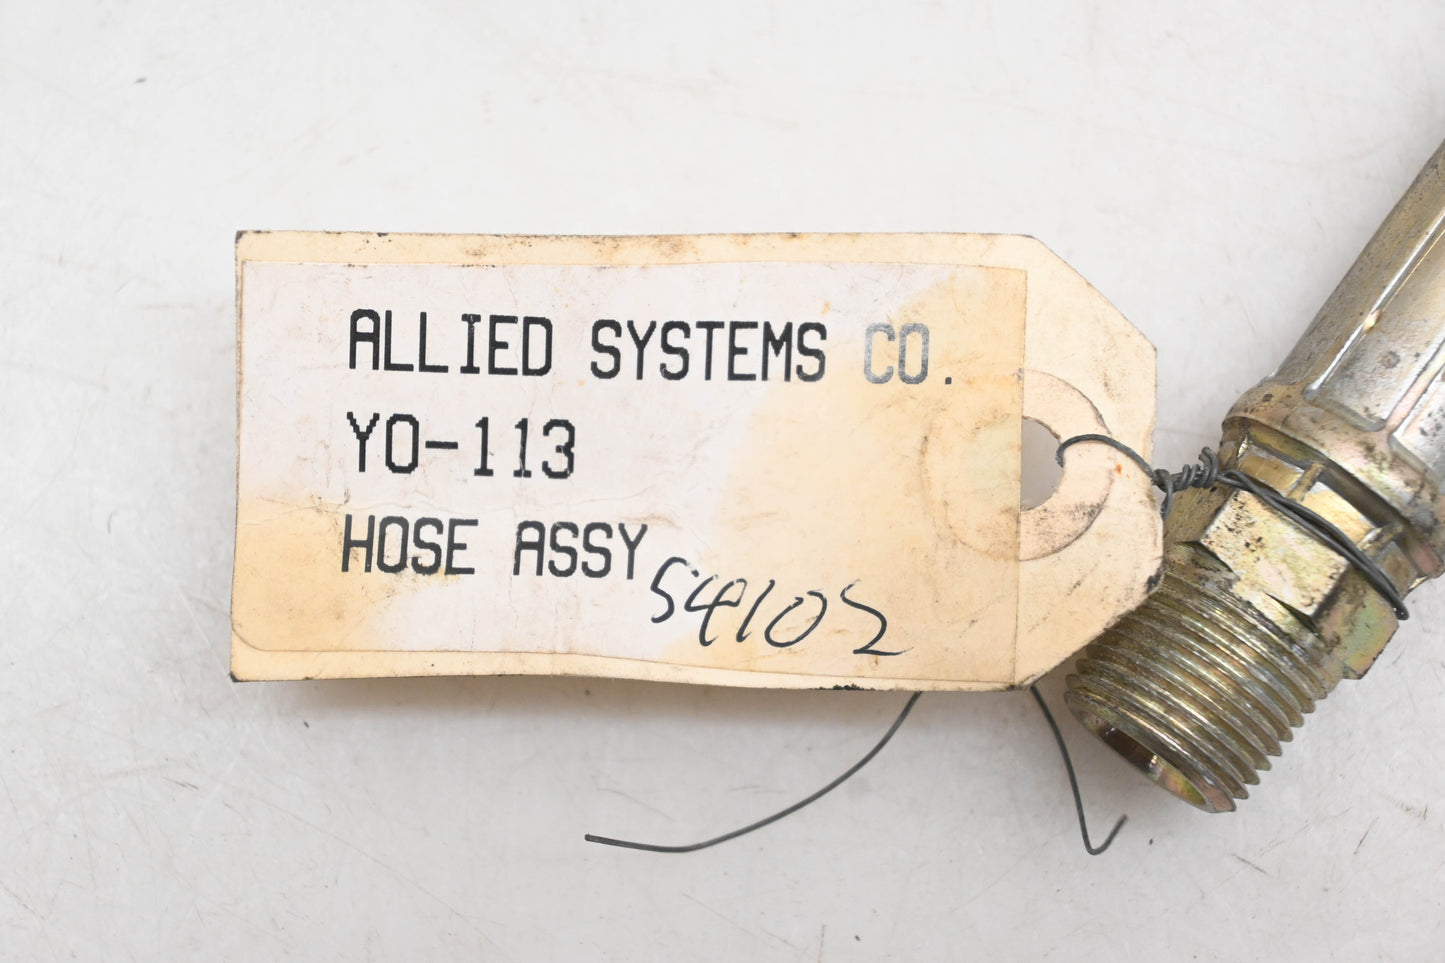 ALLIED SYSTEMS CO.
YO-113
HOSE ASSY
54102